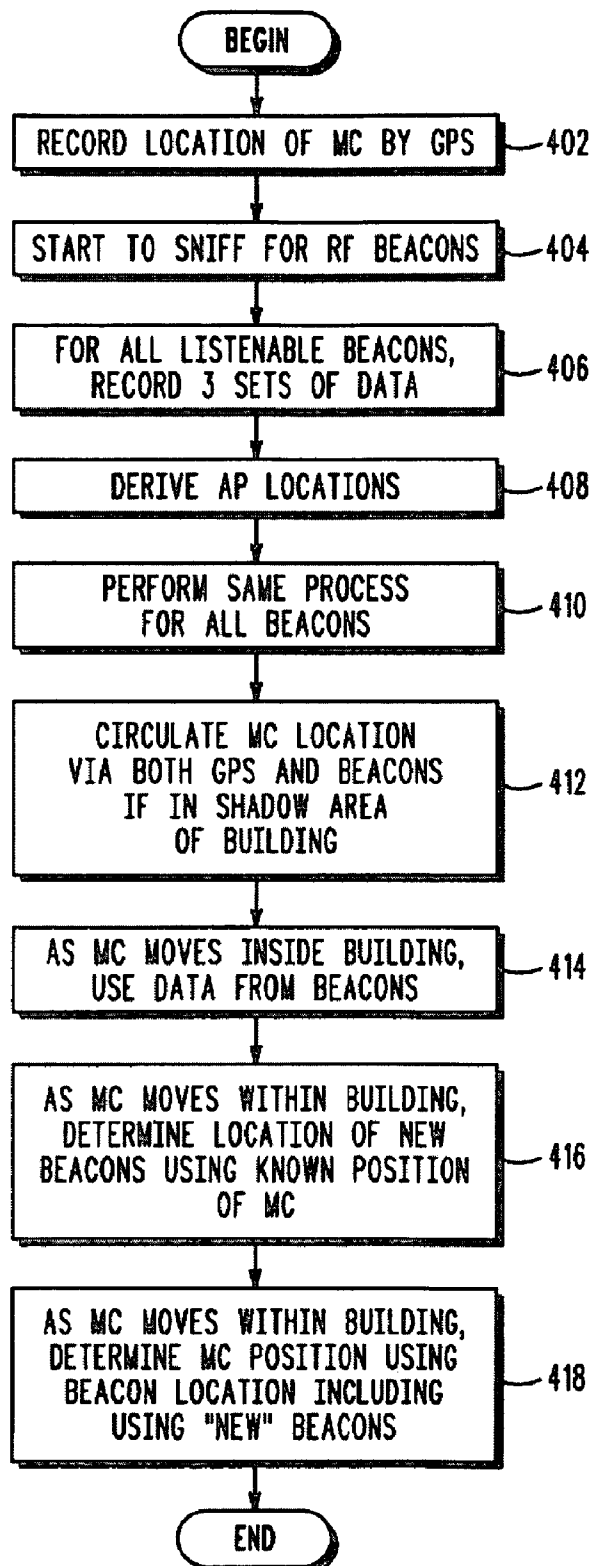 BEGIN
RECORD LOCATION OF MC BY GPS
402
START TO SNIFF FOR RF BEACONS
404
FOR ALL LISTENABLE BEACONS,
RECORD 3 SETS OF DATA
406
DERIVE AP LOCATIONS
408
PERFORM SAME PROCESS
FOR ALL BEACONS
410
CIRCULATE MC LOCATION
VIA BOTH GPS AND BEACONS
IF IN SHADOW AREA
OF BUILDING
412
AS MC MOVES INSIDE BUILDING,
USE DATA FROM BEACONS
414
AS MC MOVES WITHIN BUILDING,
DETERMINE LOCATION OF NEW
BEACONS USING KNOWN POSITION
OF MC
416
AS MC MOVES WITHIN BUILDING,
DETERMINE MC POSITION USING
BEACON LOCATION INCLUDING
USING "NEW" BEACONS
418
END